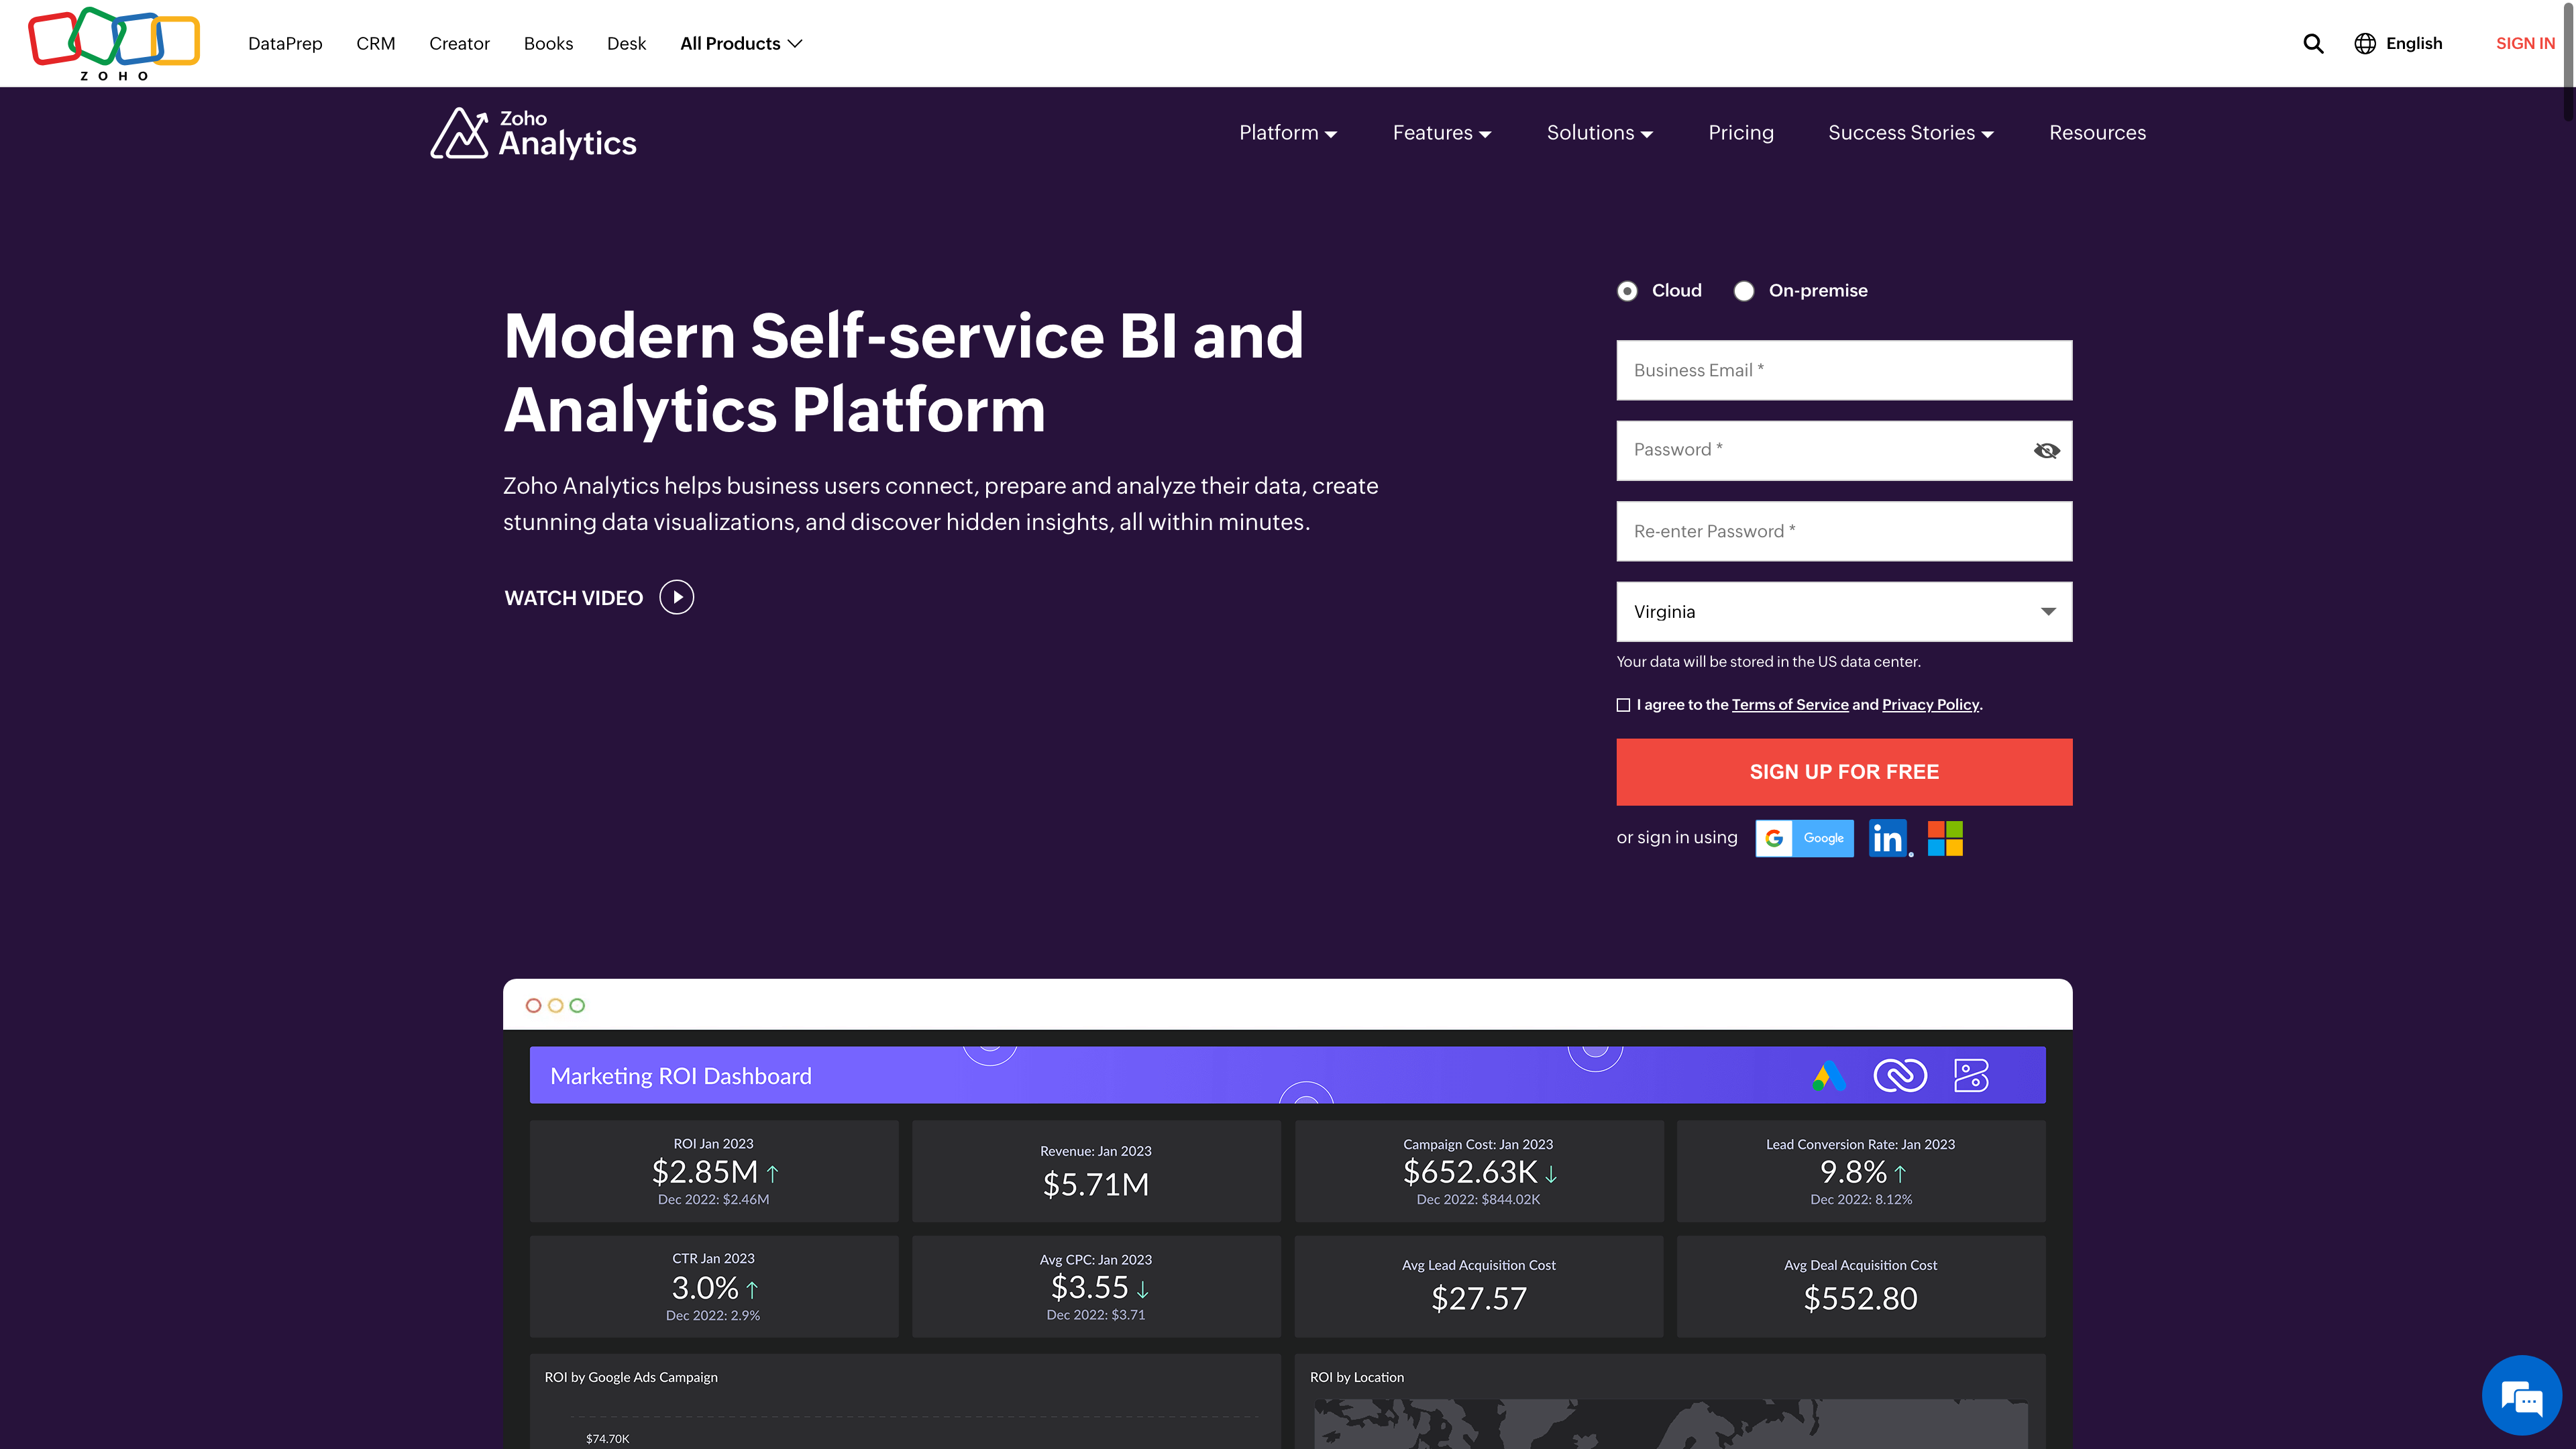 ZOHO
DataPrep
CRM
Creator
Books
Desk
All Products
English
SIGN IN
Zoho
Analytics
Platform
Features
Solutions
Pricing
Success Stories
Resources
Modern Self-service BI and
Analytics Platform
Zoho Analytics helps business users connect, prepare and analyze their data, create
stunning data visualizations, and discover hidden insights, all within minutes.
WATCH VIDEO
Cloud
On-premise
Business Email *
Password *
Re-enter Password *
Virginia
Your data will be stored in the US data center.
I agree to the Terms of Service and Privacy Policy.
SIGN UP FOR FREE
or sign in using
Google
in
Marketing ROI Dashboard
ROI Jan 2023
$2.85M
Dec 2022: $2.46M
Revenue: Jan 2023
$5.71M
Campaign Cost: Jan 2023
$652.63K
Dec 2022: $844.02K
Lead Conversion Rate: Jan 2023
9.8%
Dec 2022: 8.12%
CTR Jan 2023
3.0%
Dec 2022: 2.9%
Avg CPC: Jan 2023
$3.55
Dec 2022: $3.71
Avg Lead Acquisition Cost
$27.57
Avg Deal Acquisition Cost
$552.80
ROI by Google Ads Campaign
$74.70K
ROI by Location